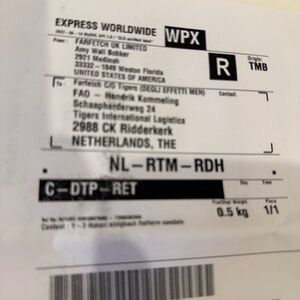 EXPRESS WORLDWIDE WPX
From : FARFETCH UK LIMITED
Amy Wall Bobker
2921 Medinah
33332 -1849 Weston Florida
UNITED STATES OF AMERICA
R
Origin:
TMB
To : Farfetch C/O Tigers (DEGLI EFFETTI MEN)
FAO - Hendrik Kommeling
Schaapherderweg 24
Tigers International Logistics
2988 CK Ridderkerk
NETHERLANDS, THE
Contact:
NL-RTM-RDH
C-DTP-RET
Day
Time
Piece
0.5 kg
1/1
Content :